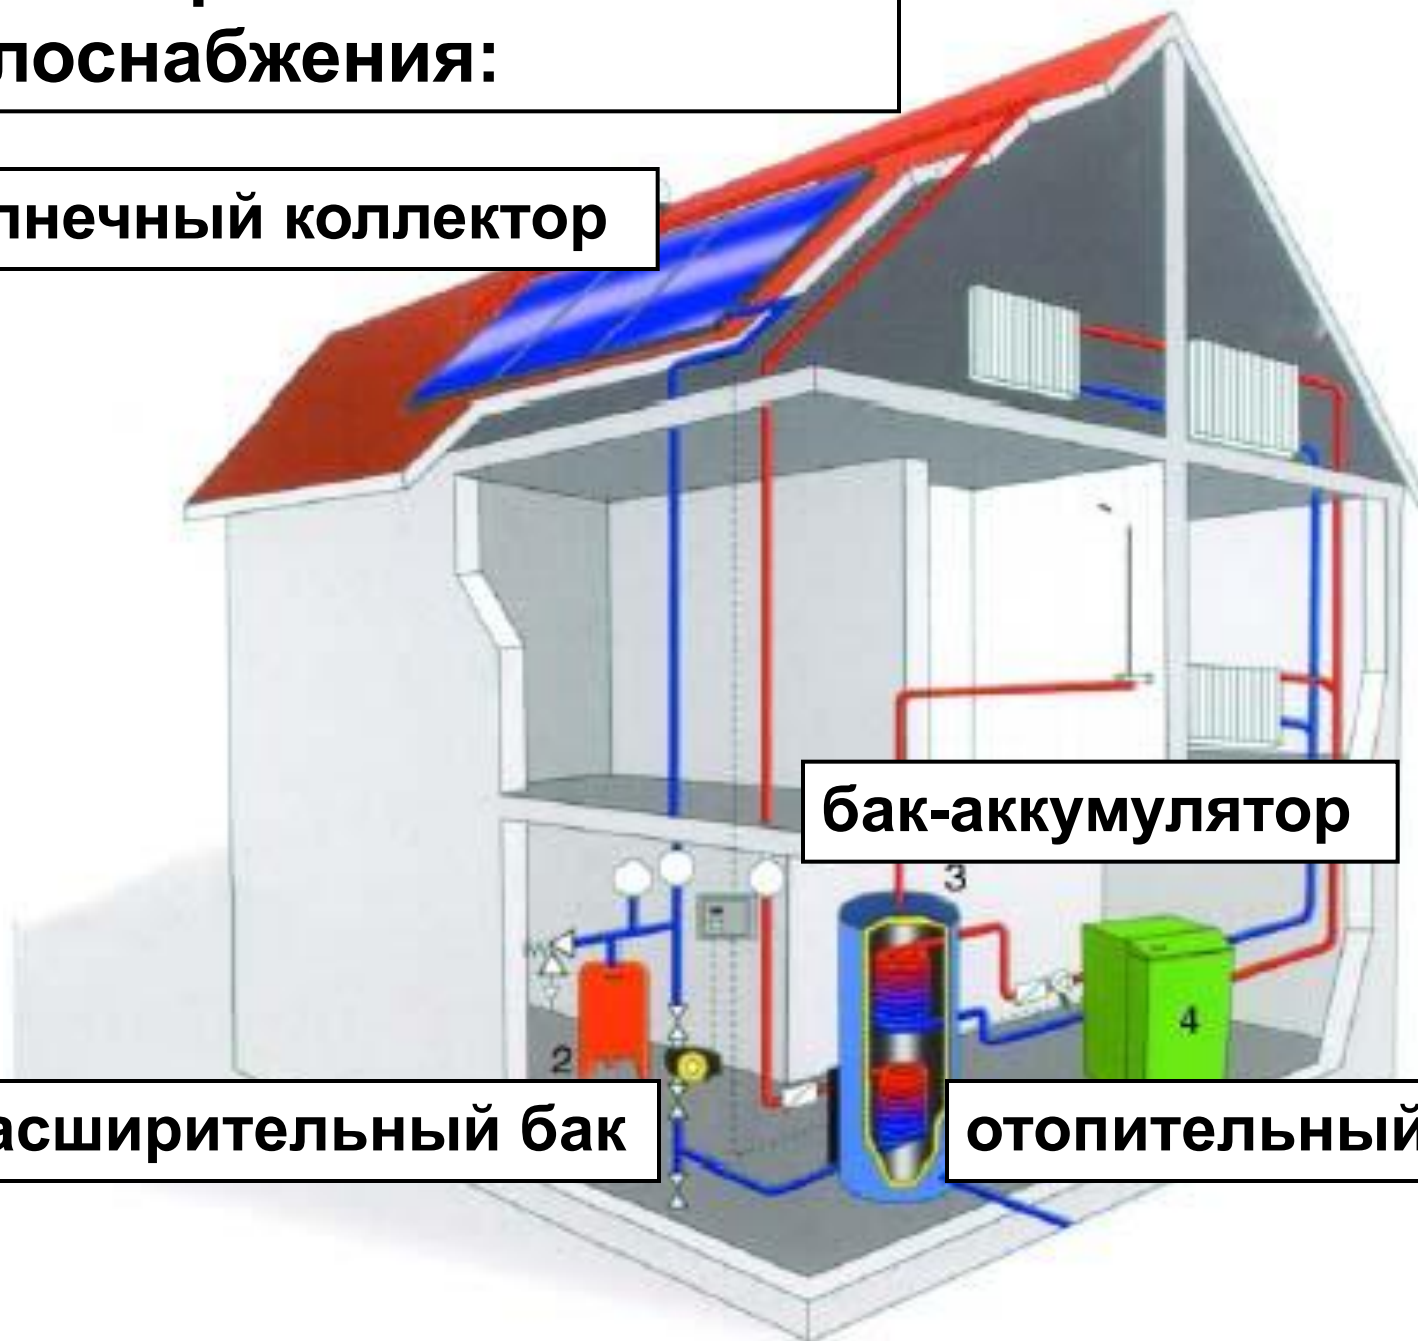 лоснабжения:
лнечный коллектор
бак-аккумулятор
3
4
2
асширительный бак
отопительный